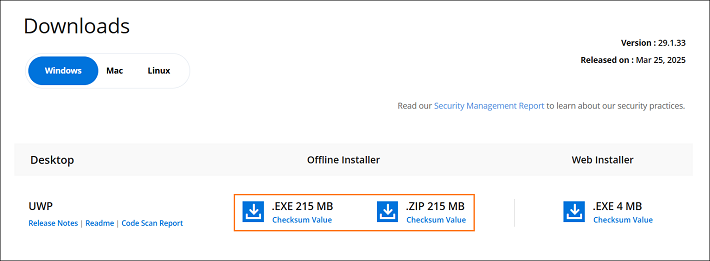 Downloads
Version : 29.1.33
Windows Mac Linux
Released on : Mar 25, 2025
Read our Security Management Report to learn about our security practices.
Desktop Offline Installer Web Installer
UWP .EXE 215 MB .ZIP 215 MB .EXE 4 MB
Release Notes | Readme | Code Scan Report Checksum Value Checksum Value Checksum Value